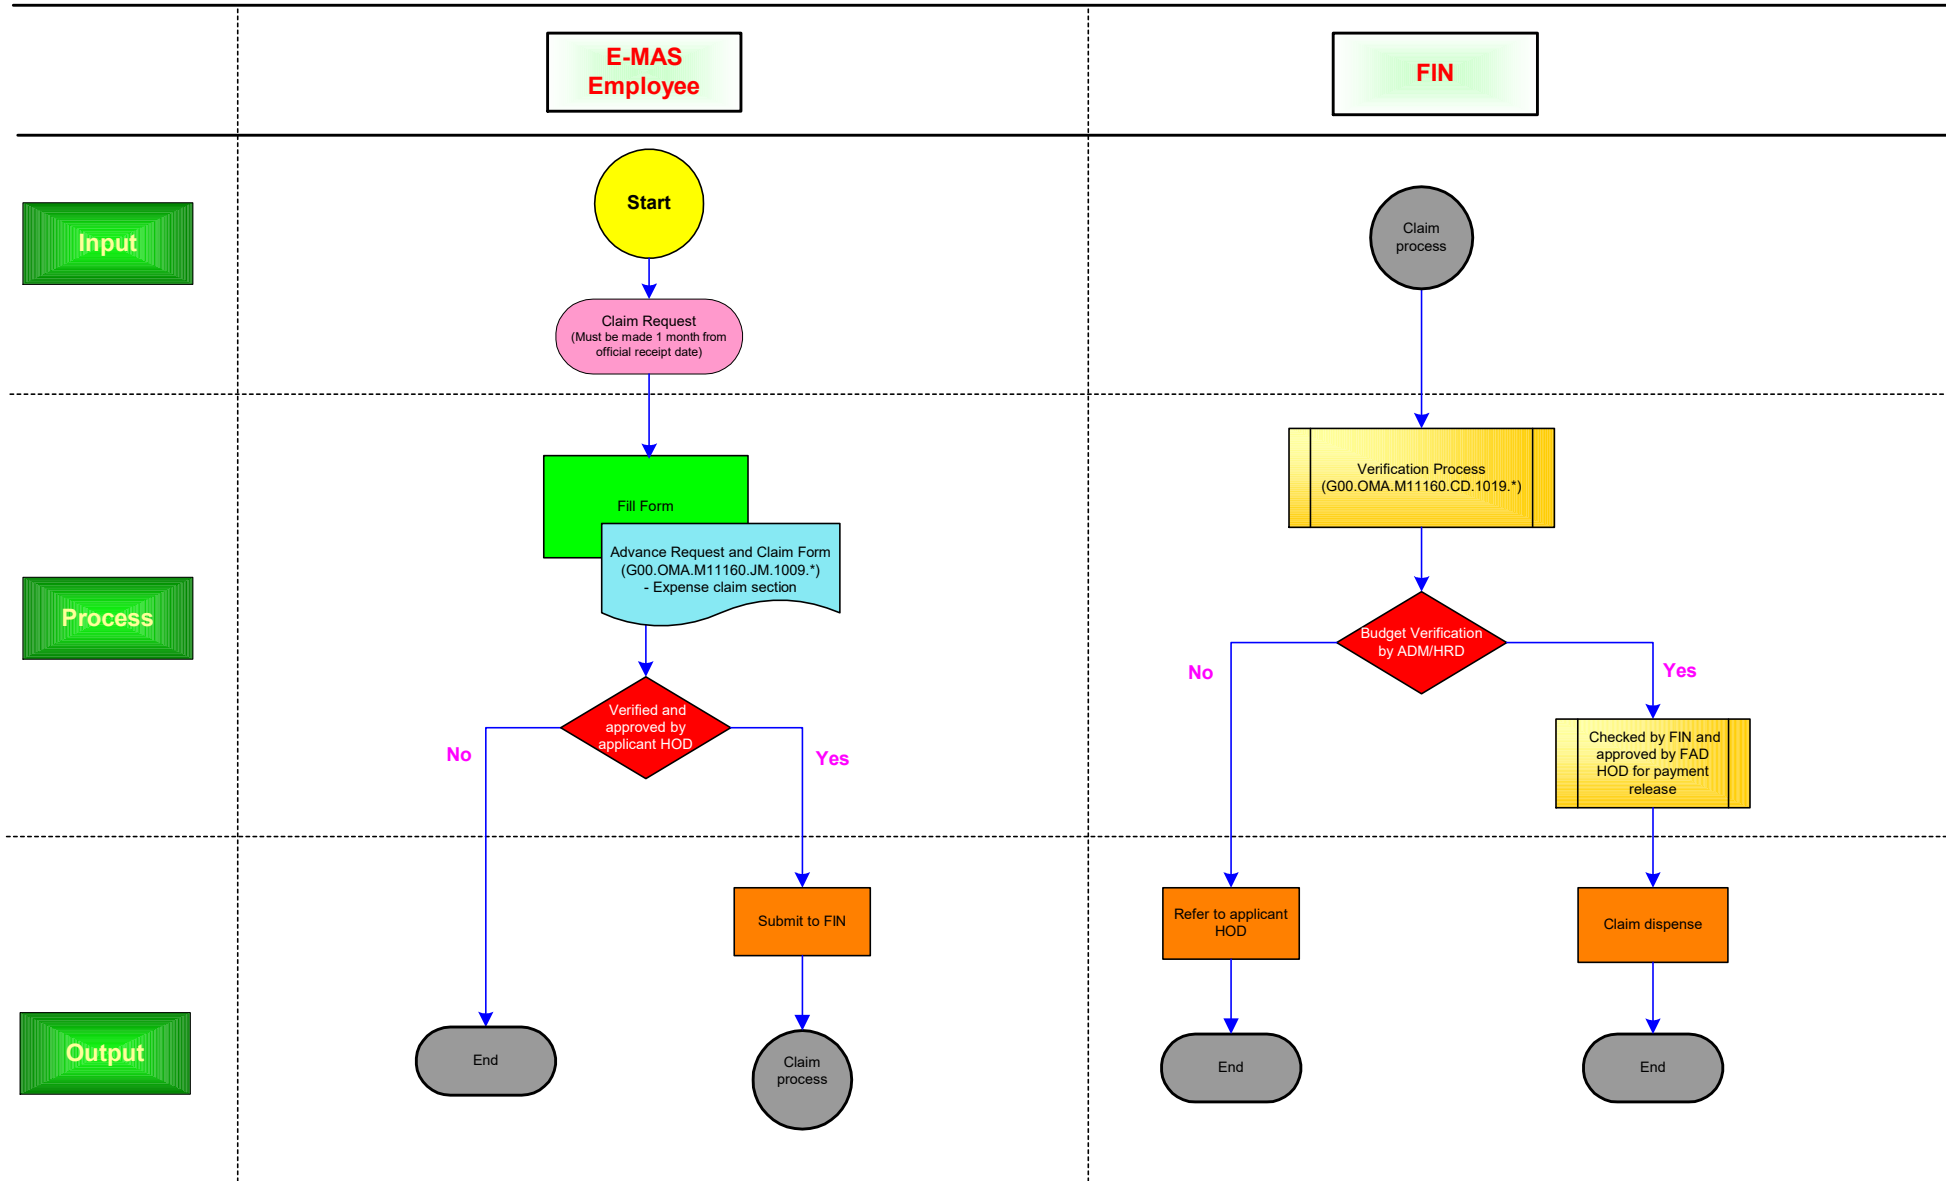 E-MAS
Employee
FIN
Input
Start
Claim Request
(Must be made 1 month from
official receipt date)
Claim
process
Process
Fill Form
Advance Request and Claim Form
(G00.OMA.M11160.JM.1009.*)
- Expense claim section
Verified and
approved by
applicant HOD
No
Yes
Verification Process
(G00.OMA.M11160.CD.1019.*)
Budget Verification
by ADM/HRD
No
Yes
Checked by FIN and
approved by FAD
HOD for payment
release
Output
Submit to FIN
End
Claim
process
Refer to applicant
HOD
Claim dispense
End
End